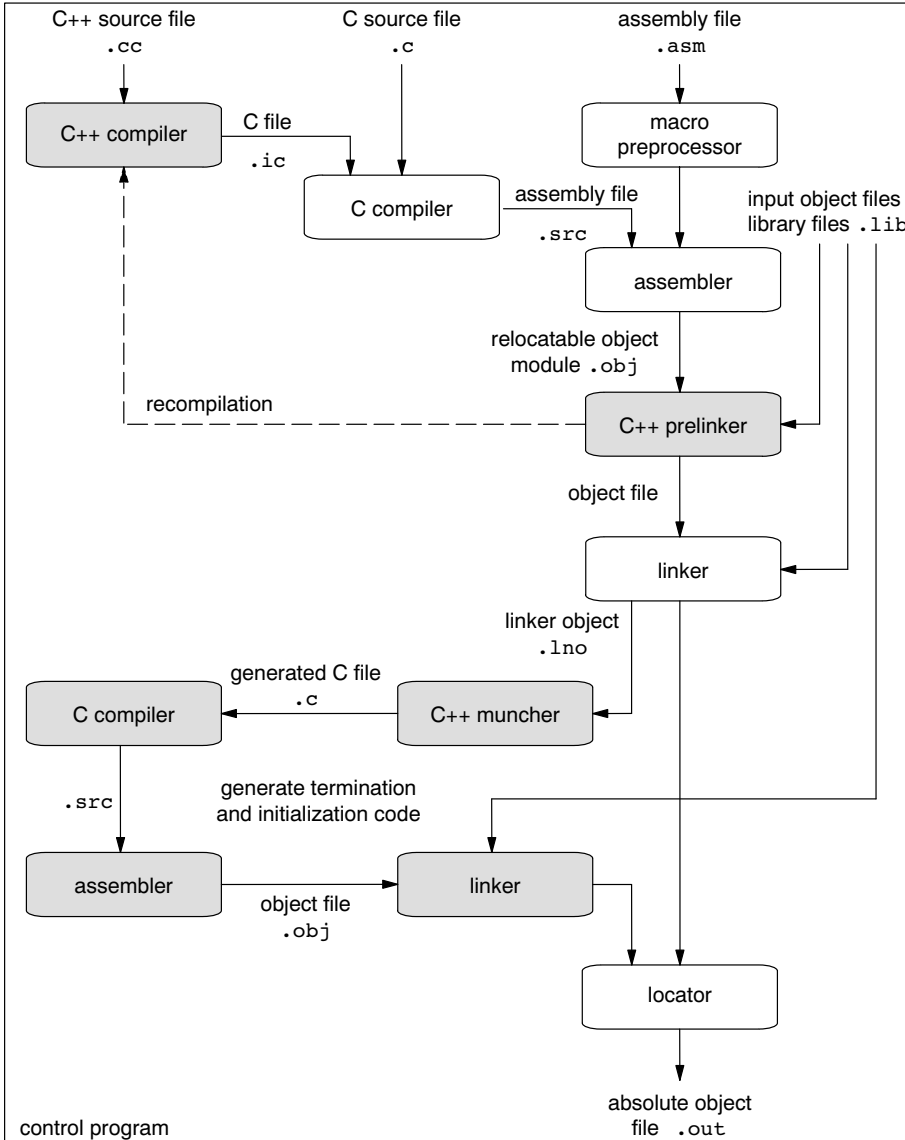 C++ source file
.cc
C source file
.c
assembly file
.asm
C++ compiler
C file
.ic
macro
preprocessor
C compiler
assembly file
.src
input object files
library files .lib
assembler
relocatable object
module .obj
recompilation
C++ prelinker
object file
linker
linker object
.lno
generated C file
.c
C compiler
C++ muncher
.src
generate termination
and initialization code
assembler
object file
.obj
linker
locator
absolute object
file .out
control program